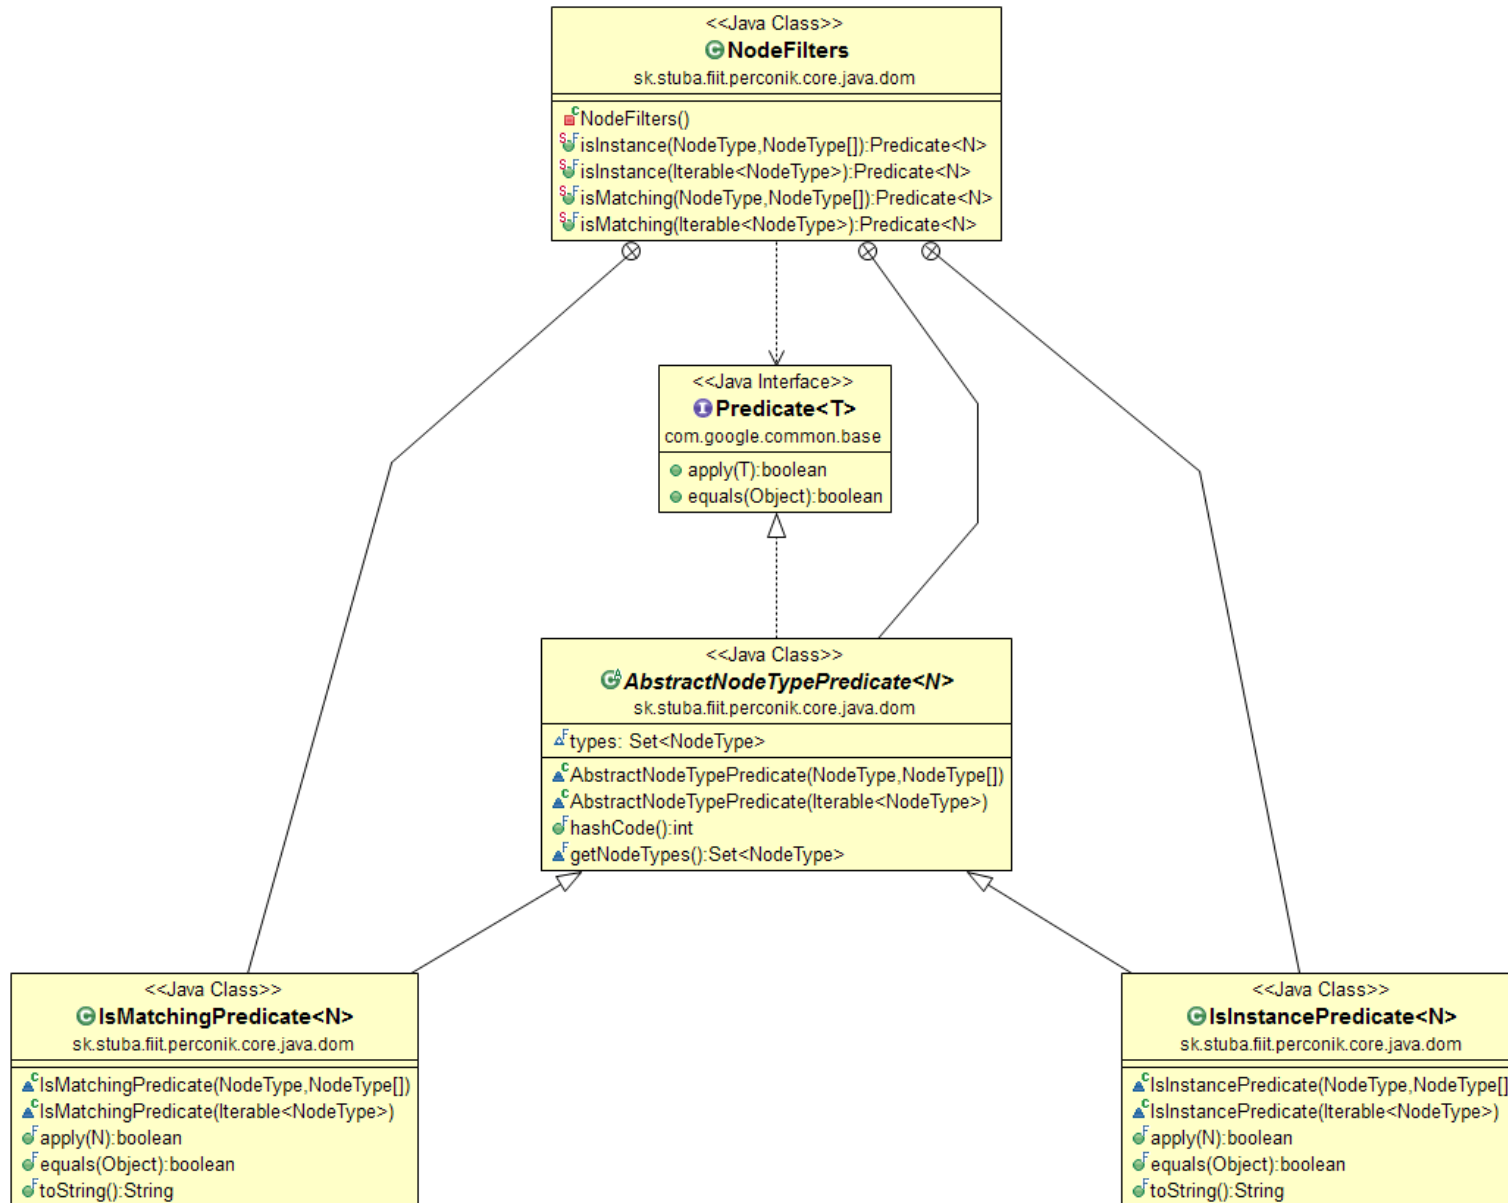 <<Java Class>>
NodeFilters
sk.stuba.fiit.perconik.core.java.dom
NodeFilters()
isInstance(NodeType,NodeType[]):Predicate<N>
isInstance(Iterable<NodeType>):Predicate<N>
isMatching(NodeType,NodeType[]):Predicate<N>
isMatching(Iterable<NodeType>):Predicate<N>
<<Java Interface>>
Predicate<T>
com.google.common.base
apply(T):boolean
equals(Object):boolean
<<Java Class>>
AbstractNodeTypePredicate<N>
sk.stuba.fiit.perconik.core.java.dom
types: Set<NodeType>
AbstractNodeTypePredicate(NodeType,NodeType[])
AbstractNodeTypePredicate(Iterable<NodeType>)
hashCode():int
getNodeTypes():Set<NodeType>
<<Java Class>>
IsMatchingPredicate<N>
sk.stuba.fiit.perconik.core.java.dom
IsMatchingPredicate(NodeType,NodeType[])
IsMatchingPredicate(Iterable<NodeType>)
apply(N):boolean
equals(Object):boolean
toString():String
<<Java Class>>
IsInstancePredicate<N>
sk.stuba.fiit.perconik.core.java.dom
IsInstancePredicate(NodeType,NodeType[]
IsInstancePredicate(Iterable<NodeType>)
apply(N):boolean
equals(Object):boolean
toString():String